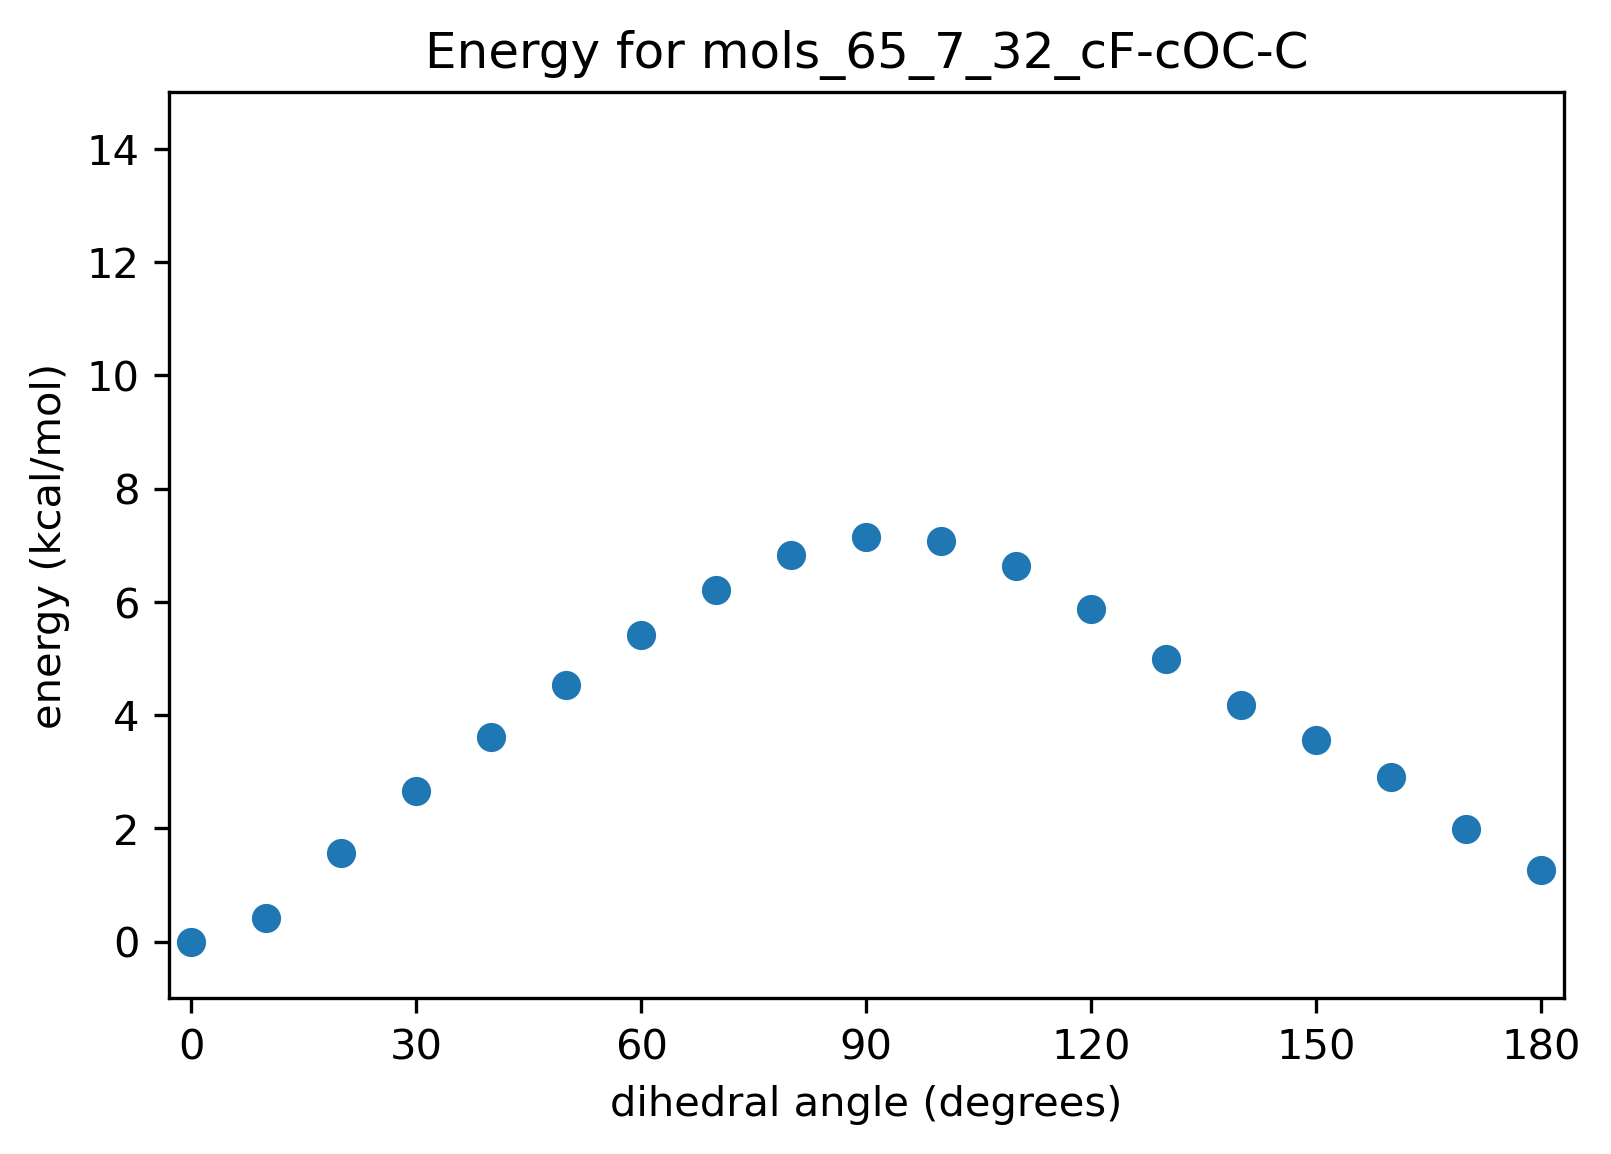 Energy for mols_65_7_32_cF-cOC-C
14
12
10
8
6
4
2
0
energy (kcal/mol)
0 30 60 90 120 150 180
dihedral angle (degrees)